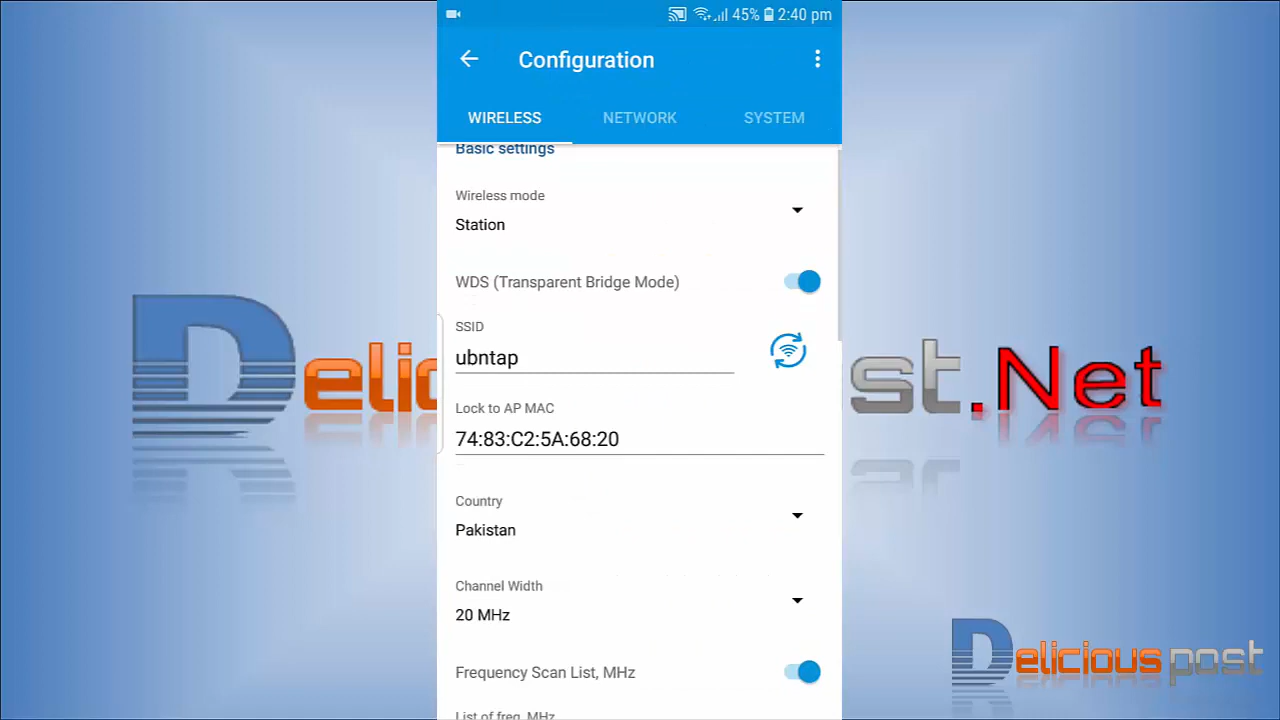 45% 2:40 pm
Configuration
WIRELESS NETWORK SYSTEM
Basic settings
Wireless mode
Station
WDS (Transparent Bridge Mode)
SSID
ubntap
Lock to AP MAC
74:83:C2:5A:68:20
Country
Pakistan
Channel Width
20 MHz
Frequency Scan List, MHz
List of freq, MHz
Deli
st.Net
Delicious post